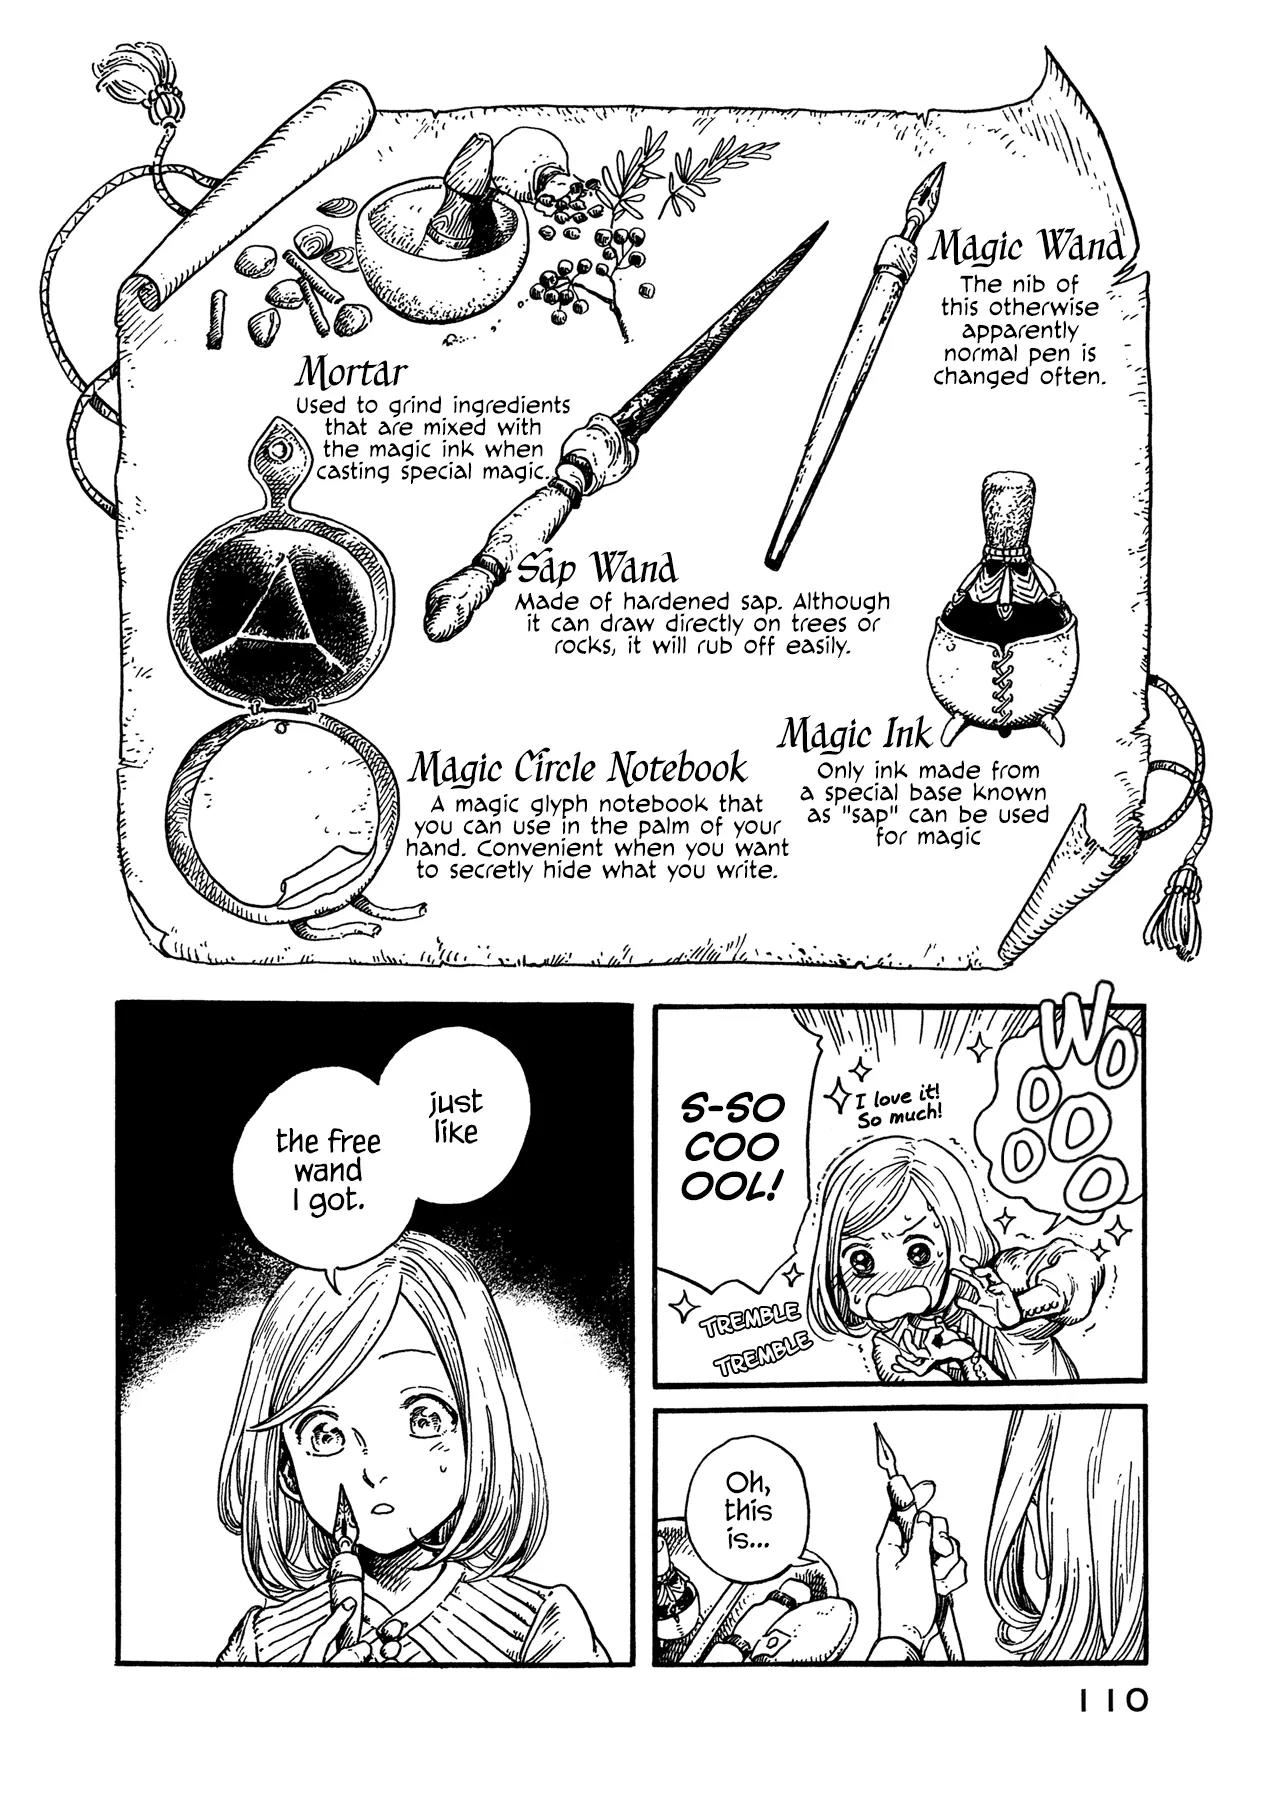 Magic Wand
The nib of
this otherwise
apparently
normal pen is
changed often.
Mortar
Used to grind ingredients
that are mixed with
the magic ink when
casting special magic.
Sap Wand
Made of hardened sap. Although
it can draw directly on trees or
rocks, it will rub off easily.
Magic Ink
Only ink made from
a special base known
as "sap" can be used
for magic
Magic Circle Notebook
A magic glyph notebook that
you can use in the palm of your
hand. Convenient when you want
to secretly hide what you write.
WOOOOOO
I love it!
So much!
S-SO
COO
OOL!
TREMBLE
TREMBLE
Oh,
this
is...
just
like
the free
wand
I got.
110